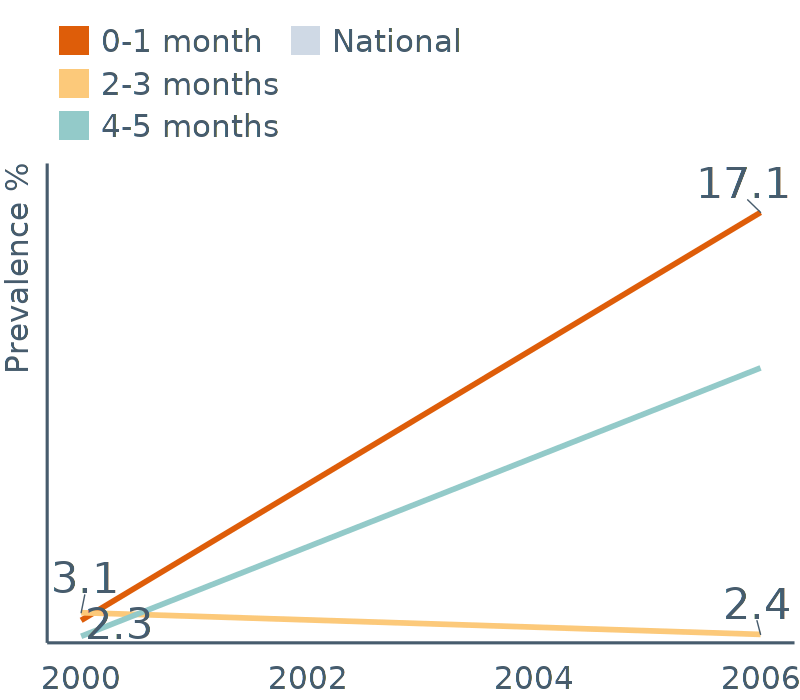 0-1 month
National
2-3 months
4-5 months
Prevalence %
17.1
3.1
2.3
2.4
2000
2002
2004
2006